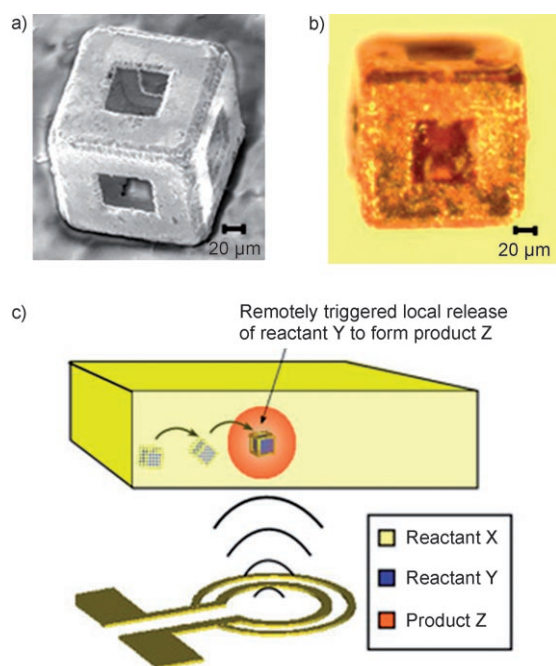 a)
b)
20 µm
20 µm
c)
Remotely triggered local release
of reactant Y to form product Z
Reactant X
Reactant Y
Product Z